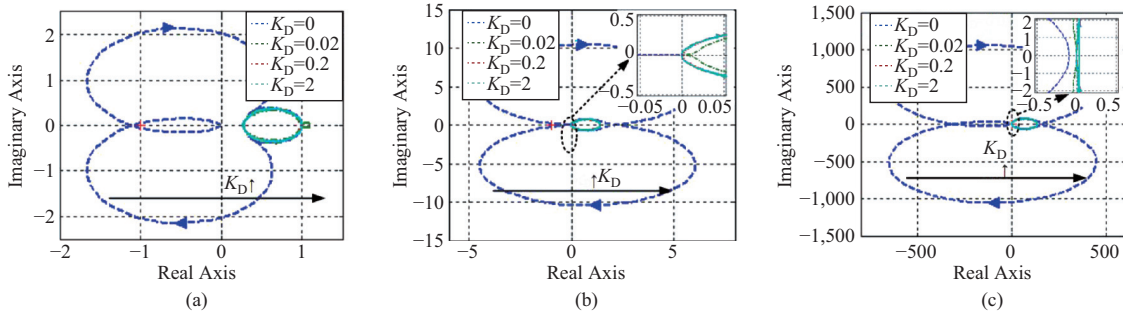 K_D=0
K_D=0.02
K_D=0.2
K_D=2
2
1
0
−1
−2
−2
−1
0
1
K_D↑
Imaginary Axis
Real Axis
(a)
15
10
5
0
−5
−10
−15
−5
0
5
K_D=0
K_D=0.02
K_D=0.2
K_D=2
0.5
0
−0.5
−0.05
0
0.05
↑K_D
Imaginary Axis
Real Axis
(b)
1,500
1,000
500
0
−500
−1,000
−1,500
−500
0
500
K_D=0
K_D=0.02
K_D=0.2
K_D=2
2
1
0
−1
−2
−0.5
0
0.5
K_D
↑
Imaginary Axis
Real Axis
(c)